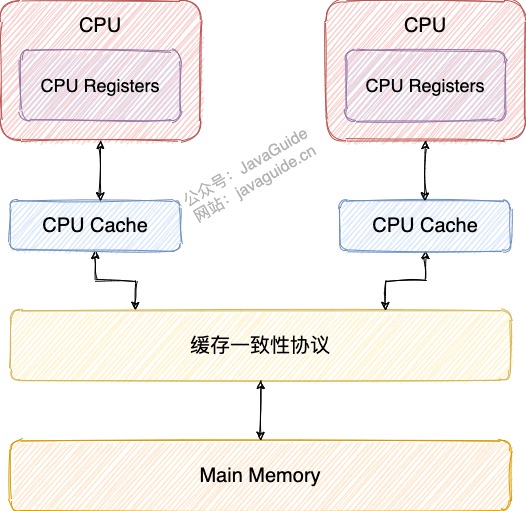 CPU
CPU
CPU Registers
CPU Registers
公众号：JavaGuide
网站：javaguide.cn
CPU Cache
CPU Cache
缓存一致性协议
Main Memory